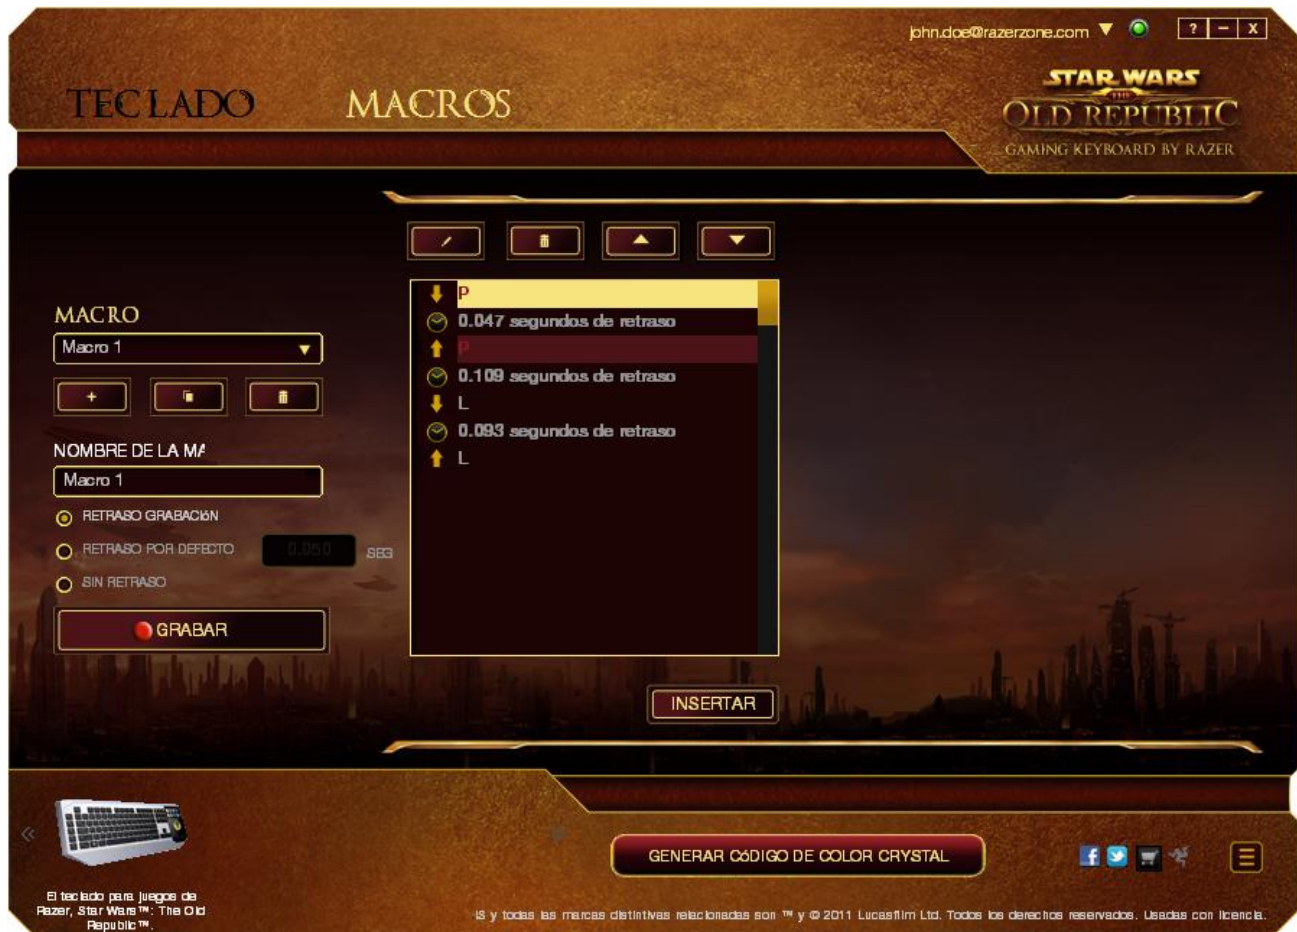 john.doe@razerzone.com
? – X
TECLADO MACROS
STAR WARS
THE
OLD REPUBLIC
GAMING KEYBOARD BY RAZER
MACRO
Macro 1
+
NOMBRE DE LA MA
Macro 1
RETRASO GRABACIÓN
RETRASO POR DEFECTO 0.050 SEG
SIN RETRASO
GRABAR
P
0.047 segundos de retraso
P
0.109 segundos de retraso
L
0.093 segundos de retraso
L
INSERTAR
El teclado para juegos de
Razer, Star Wars™: The Old
Republic™.
GENERAR CÓDIGO DE COLOR CRYSTAL
f
S y todas las marcas distintivas relacionadas son ™ y © 2011 Lucasfilm Ltd. Todos los derechos reservados. Usadas con licencia.